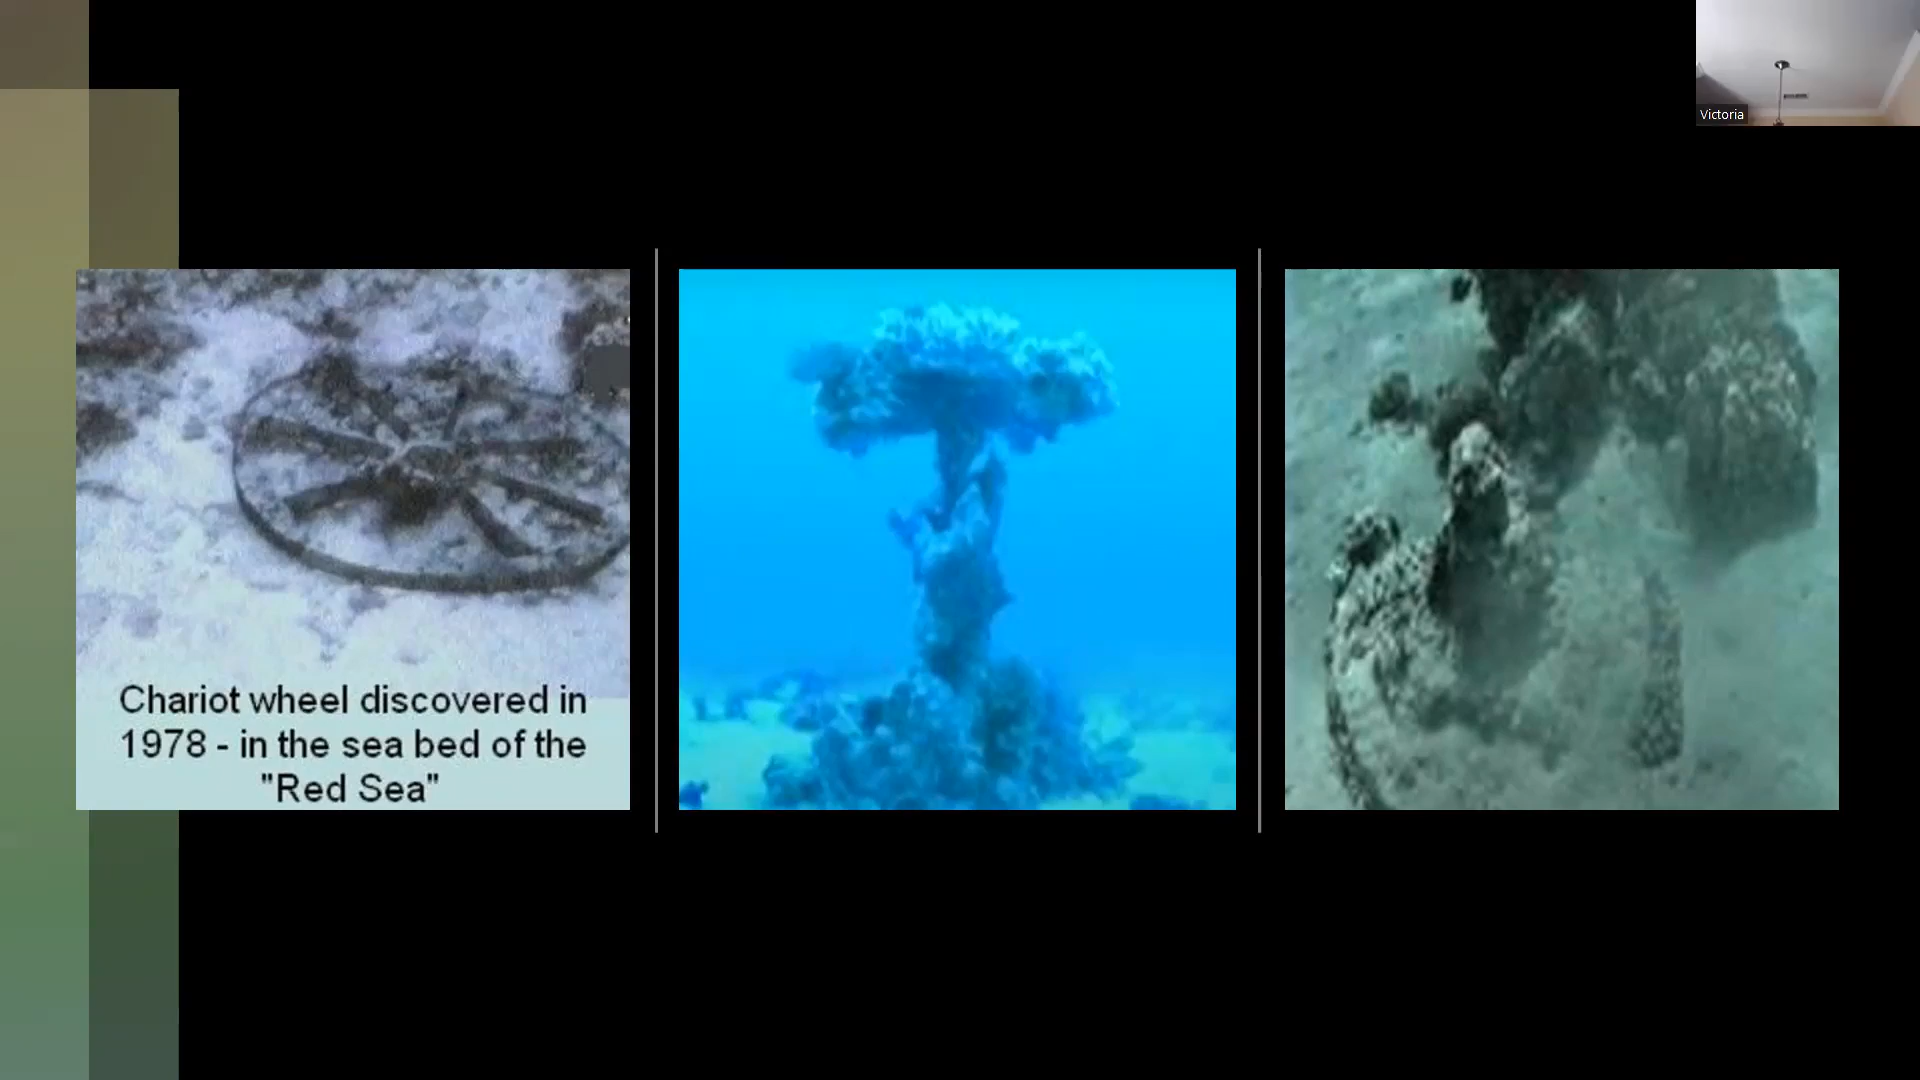 Victoria
Chariot wheel discovered in
1978 - in the sea bed of the
"Red Sea"